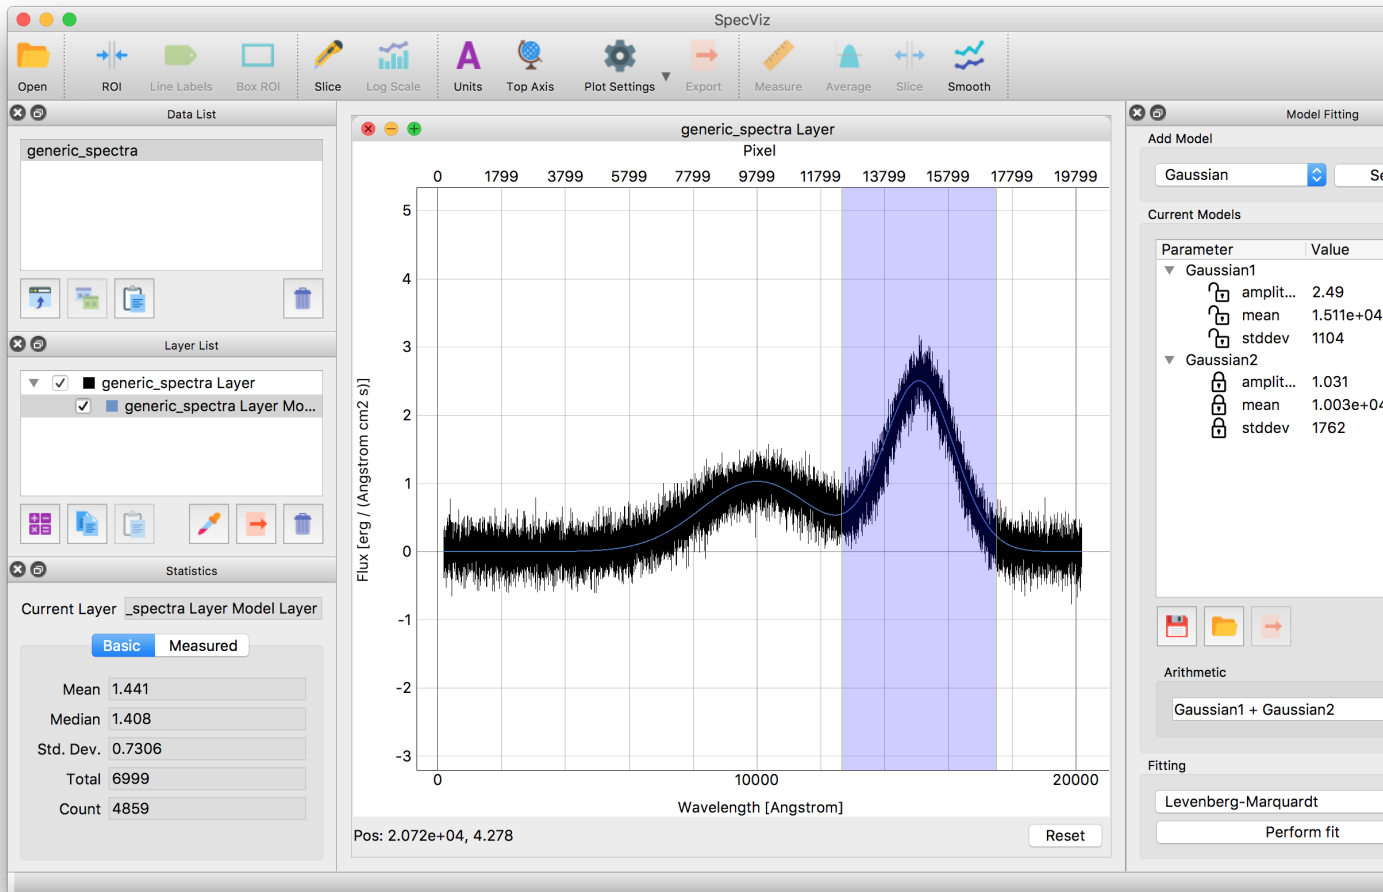 SpecViz
Open
ROI
Line Labels
Box ROI
Slice
Log Scale
Units
Top Axis
Plot Settings
Export
Measure
Average
Slice
Smooth
Data List
generic_spectra
Layer List
generic_spectra Layer
generic_spectra Layer Mo...
Statistics
Current Layer _spectra Layer Model Layer
Basic Measured
Mean 1.441
Median 1.408
Std. Dev. 0.7306
Total 6999
Count 4859
generic_spectra Layer
Pixel
0 1799 3799 5799 7799 9799 11799 13799 15799 17799 19799
5
4
3
2
1
0
-1
-2
-3
Flux [erg / (Angstrom cm2 s)]
0 10000 20000
Wavelength [Angstrom]
Pos: 2.072e+04, 4.278
Reset
Model Fitting
Add Model
Gaussian Se
Current Models
Parameter Value
Gaussian1
amplit... 2.49
mean 1.511e+04
stddev 1104
Gaussian2
amplit... 1.031
mean 1.003e+04
stddev 1762
Arithmetic
Gaussian1 + Gaussian2
Fitting
Levenberg-Marquardt
Perform fit